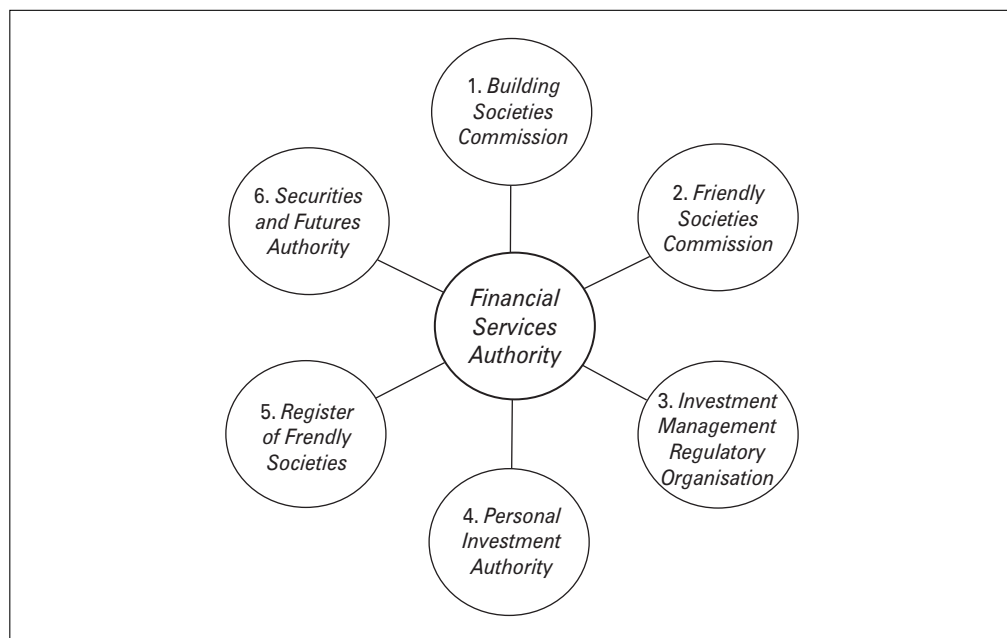 1. Building
Societies
Commission
2. Friendly
Societies
Commission
3. Investment
Management
Regulatory
Organisation
4. Personal
Investment
Authority
5. Register
of Frendly
Societies
6. Securities
and Futures
Authority
Financial
Services
Authority